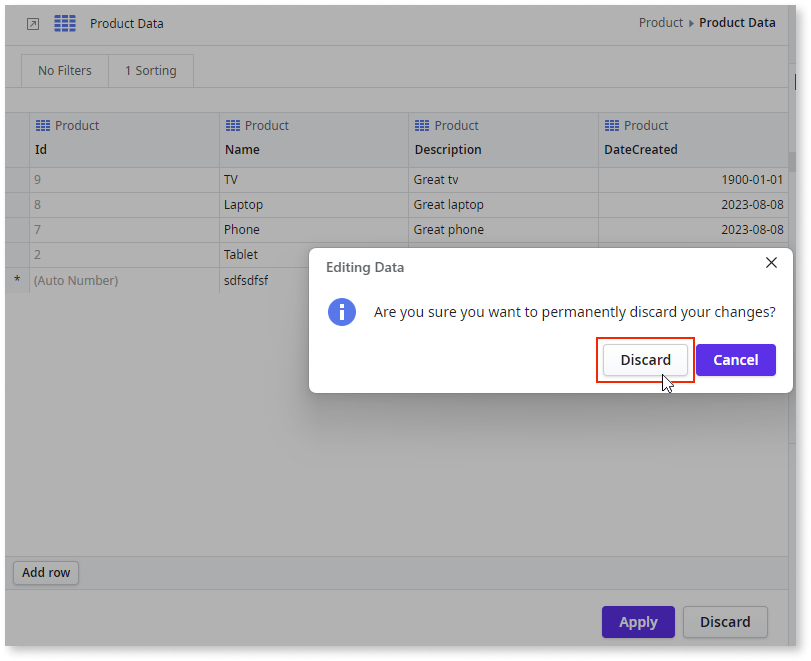 Product Data
Product ▸ Product Data
No Filters
1 Sorting
Product Product Product Product
Id Name Description DateCreated
9 TV Great tv 1900-01-01
8 Laptop Great laptop 2023-08-08
7 Phone Great phone 2023-08-08
2 Tablet
* (Auto Number) sdfsdfsf
Editing Data
Are you sure you want to permanently discard your changes?
Discard Cancel
Add row
Apply Discard